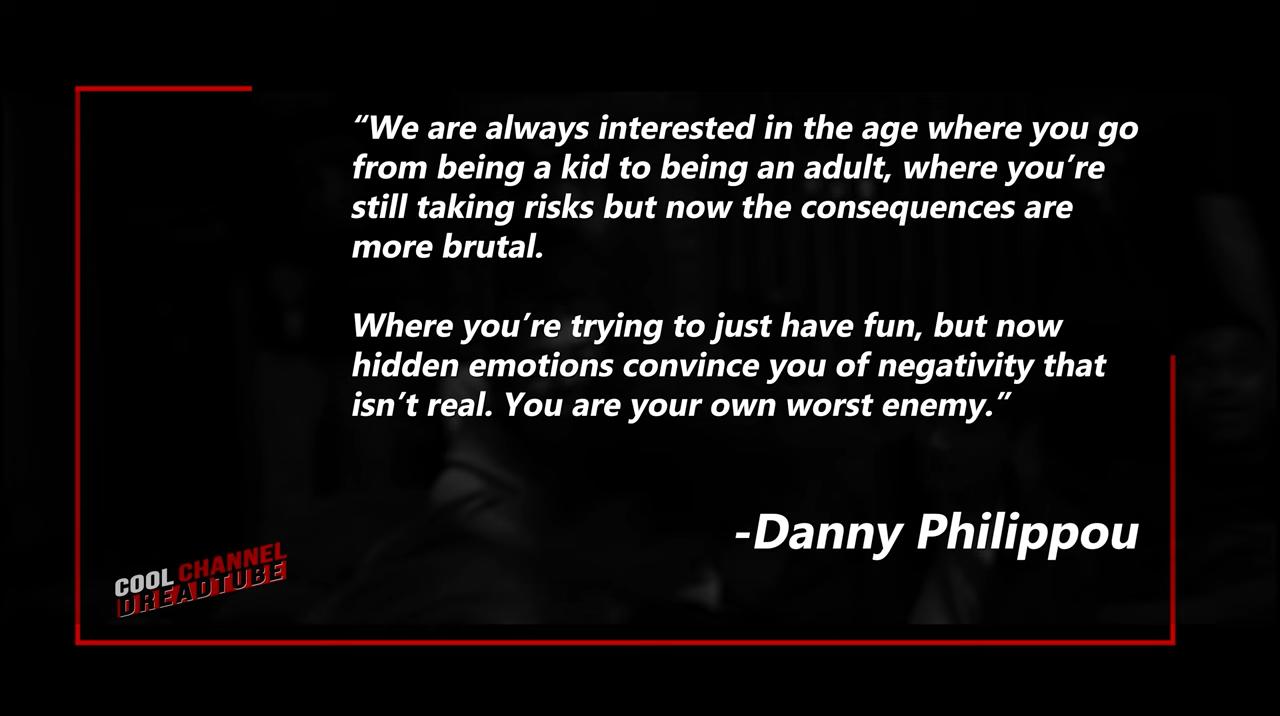 “We are always interested in the age where you go
from being a kid to being an adult, where you’re
still taking risks but now the consequences are
more brutal.
Where you’re trying to just have fun, but now
hidden emotions convince you of negativity that
isn’t real. You are your own worst enemy.”
-Danny Philippou
COOL CHANNEL
DREADTUBE